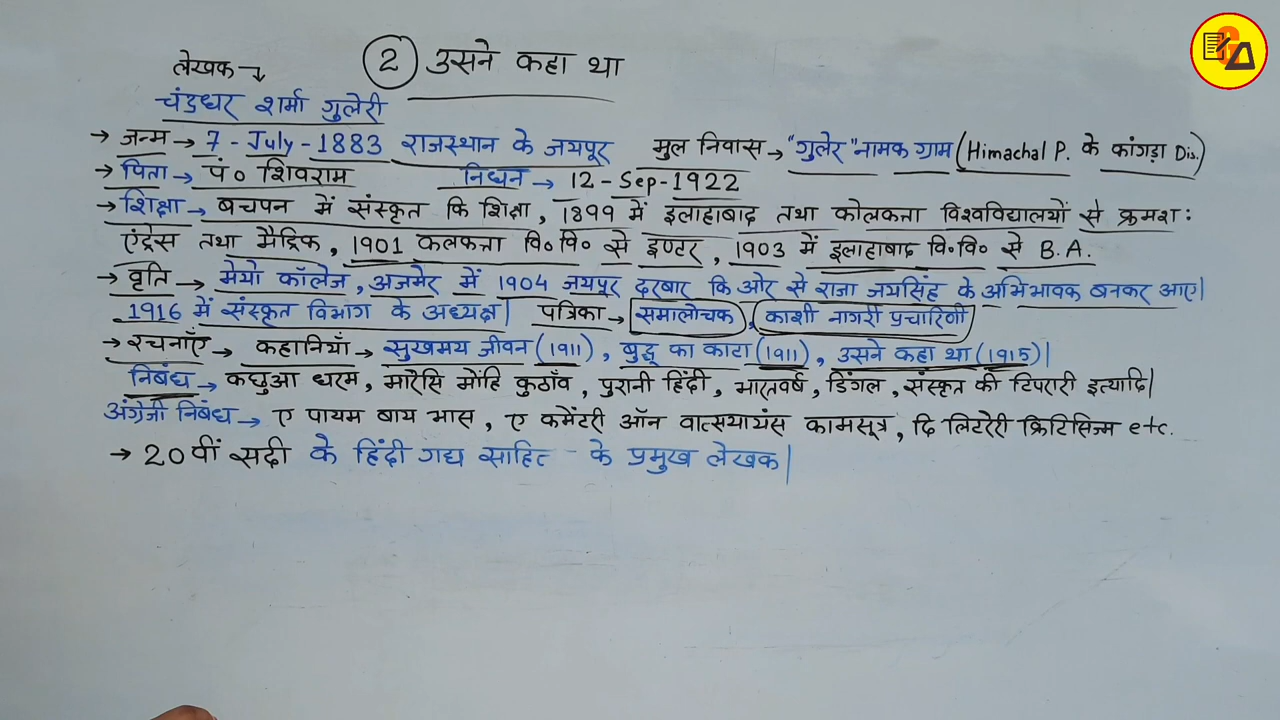 ② उसने कहा था
लेखक→
चंद्रधर शर्मा गुलेरी
→ जन्म → 7 - July - 1883 राजस्थान के जयपूर मुल निवास → "गुलेर" नामक ग्राम (Himachal P. के कांगड़ा Dis.)
→ पिता → पं० शिवराम निधन → 12 - Sep - 1922
→ शिक्षा → बचपन में संस्कृत कि शिक्षा, 1899 में इलाहाबाद तथा कोलकत्ता विश्वविद्यालयों से क्रमशः
एंट्रेस तथा मैट्रिक, 1901 कलकत्ता वि० वि० से इण्टर, 1903 में इलाहाबाद वि० वि० से B.A.
→ वृति → मेयो कॉलेज, अजमेर में 1904 जयपूर दरबार कि ओर से राजा जयसिंह के अभिभावक बनकर आए|
1916 में संस्कृत विभाग के अध्यक्ष| पत्रिका → समालोचक, काशी नागरी प्रचारिणी
→ रचनाँए → कहानियाँ → सुखमय जीवन (1911), बुद्धू का काटा (1911), उसने कहा था (1915)|
निबंध → कछुआ धरम, मारेसि मोंहि कुठाँव, पुरानी हिंदी, भारतवर्ष, डिंगल, संस्कृत की टिपरारी इत्यादि|
अंग्रेजी निबंध → ए पायम बाय भास, ए कमेंटरी ऑन वात्सयायंस कामसूत्र, दि लिटरेरी क्रिटिसिज्म etc.
→ 20वीं सदी के हिंदी गद्य साहित के प्रमुख लेखक|